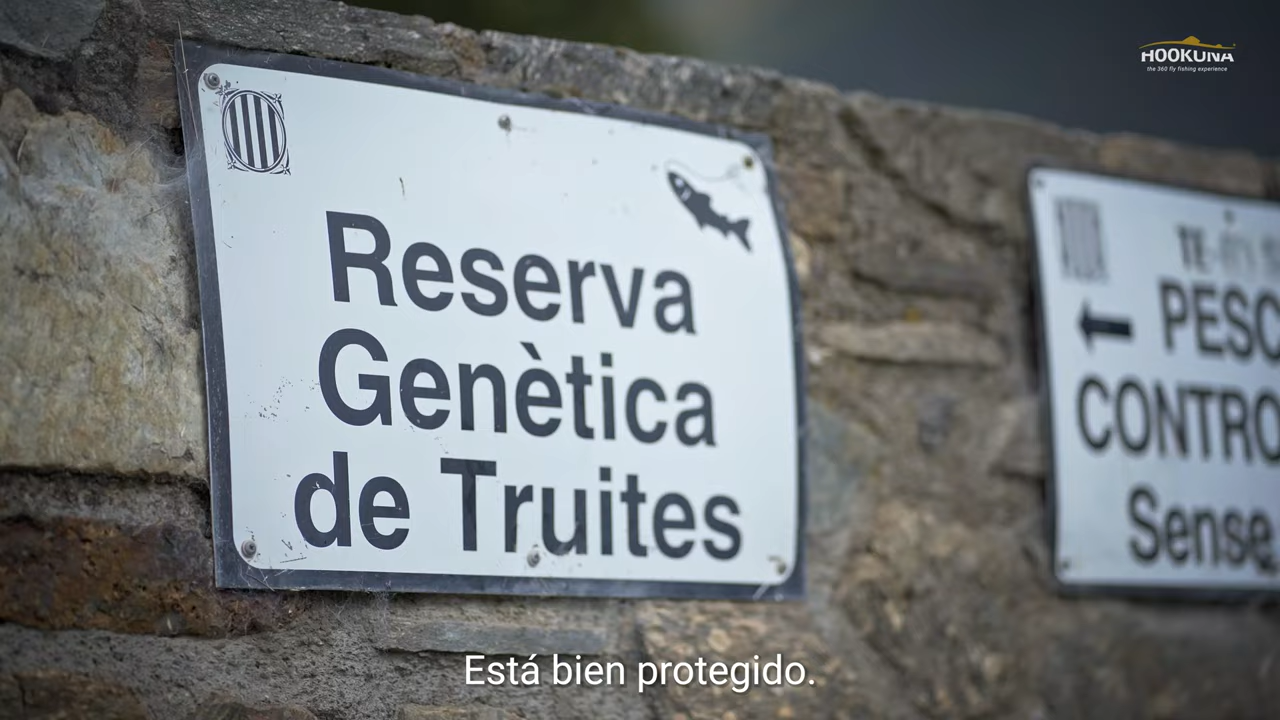 HOOKUNA
the 360 fly fishing experience
Reserva
Genètica
de Truites
PESC
CONTRO
Sense
Está bien protegido.